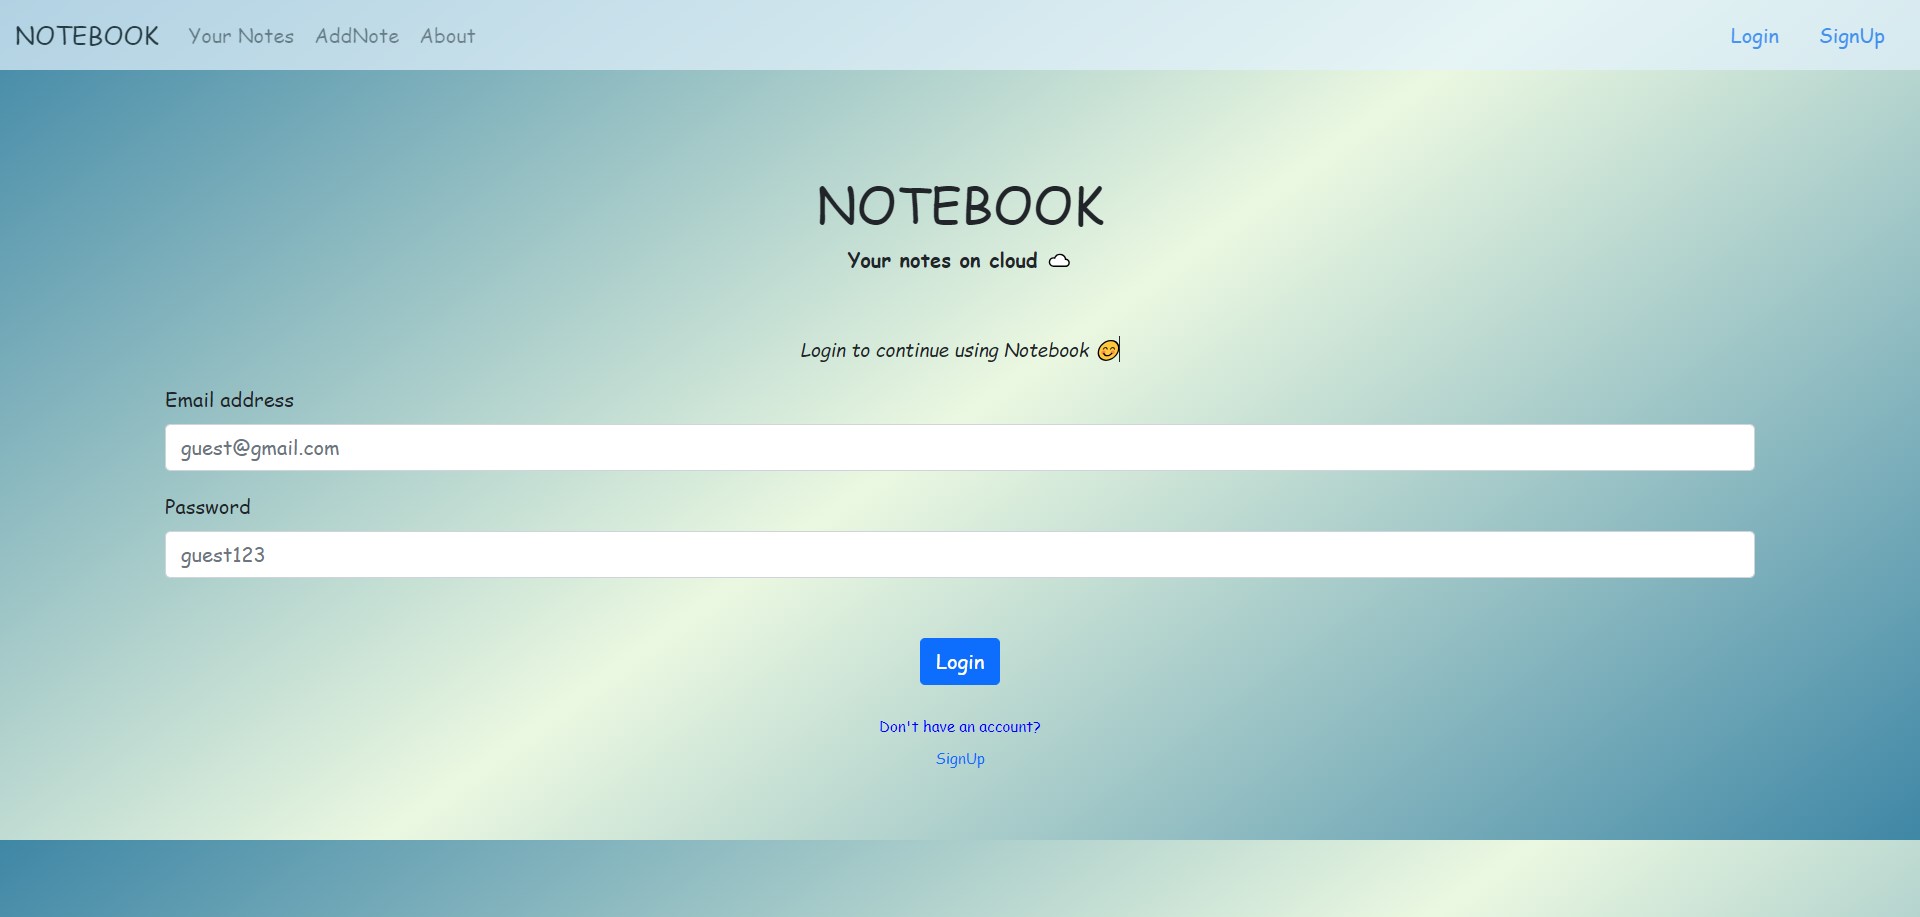 NOTEBOOK Your Notes AddNote About Login SignUp
NOTEBOOK
Your notes on cloud
Login to continue using Notebook 😊
Email address
guest@gmail.com
Password
guest123
Login
Don't have an account?
SignUp